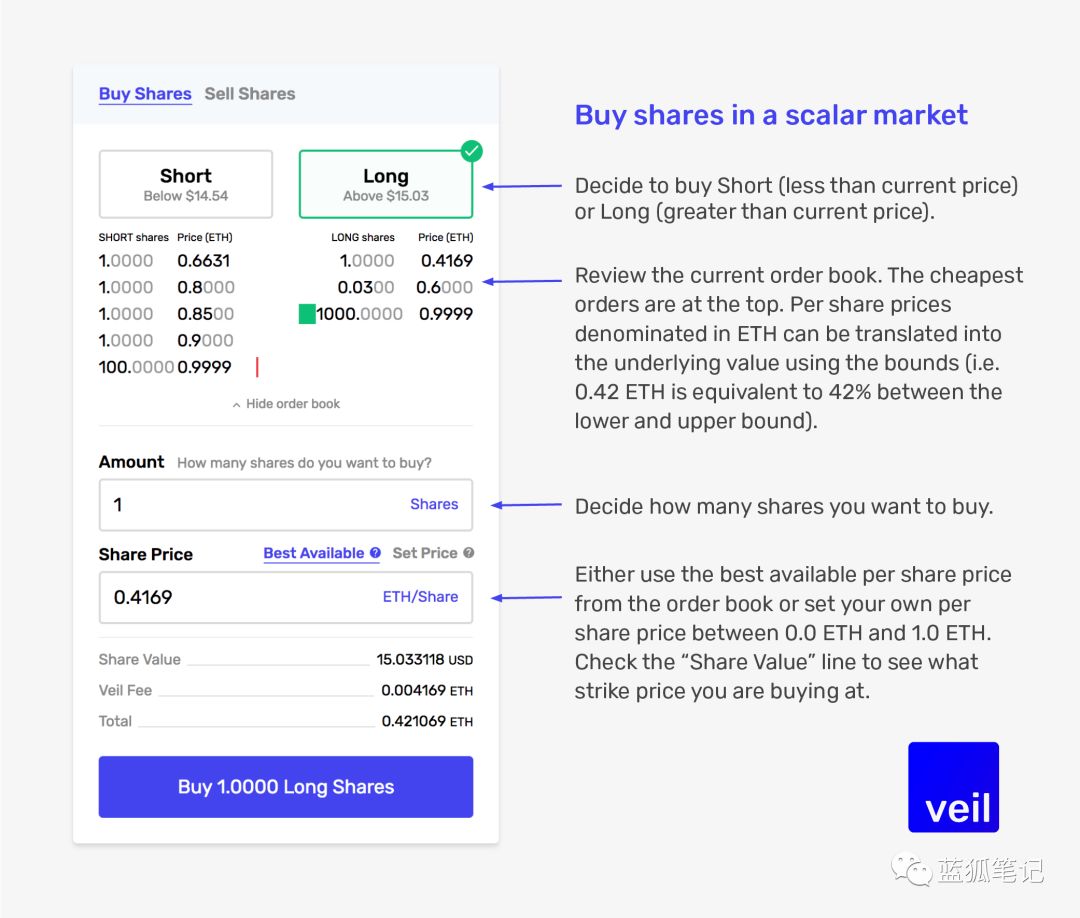 Buy Shares Sell Shares
Short
Below $14.54
Long
Above $15.03
SHORT shares Price (ETH)
1.0000 0.6631
1.0000 0.8000
1.0000 0.8500
1.0000 0.9000
100.0000 0.9999
LONG shares Price (ETH)
1.0000 0.4169
0.0300 0.6000
1000.0000 0.9999
Hide order book
Amount How many shares do you want to buy?
1 Shares
Share Price Best Available ? Set Price ?
0.4169 ETH/Share
Share Value 15.033118 USD
Veil Fee 0.004169 ETH
Total 0.421069 ETH
Buy 1.0000 Long Shares
Buy shares in a scalar market
Decide to buy Short (less than current price)
or Long (greater than current price).
Review the current order book. The cheapest
orders are at the top. Per share prices
denominated in ETH can be translated into
the underlying value using the bounds (i.e.
0.42 ETH is equivalent to 42% between the
lower and upper bound).
Decide how many shares you want to buy.
Either use the best available per share price
from the order book or set your own per
share price between 0.0 ETH and 1.0 ETH.
Check the “Share Value” line to see what
strike price you are buying at.
veil
蓝狐笔记